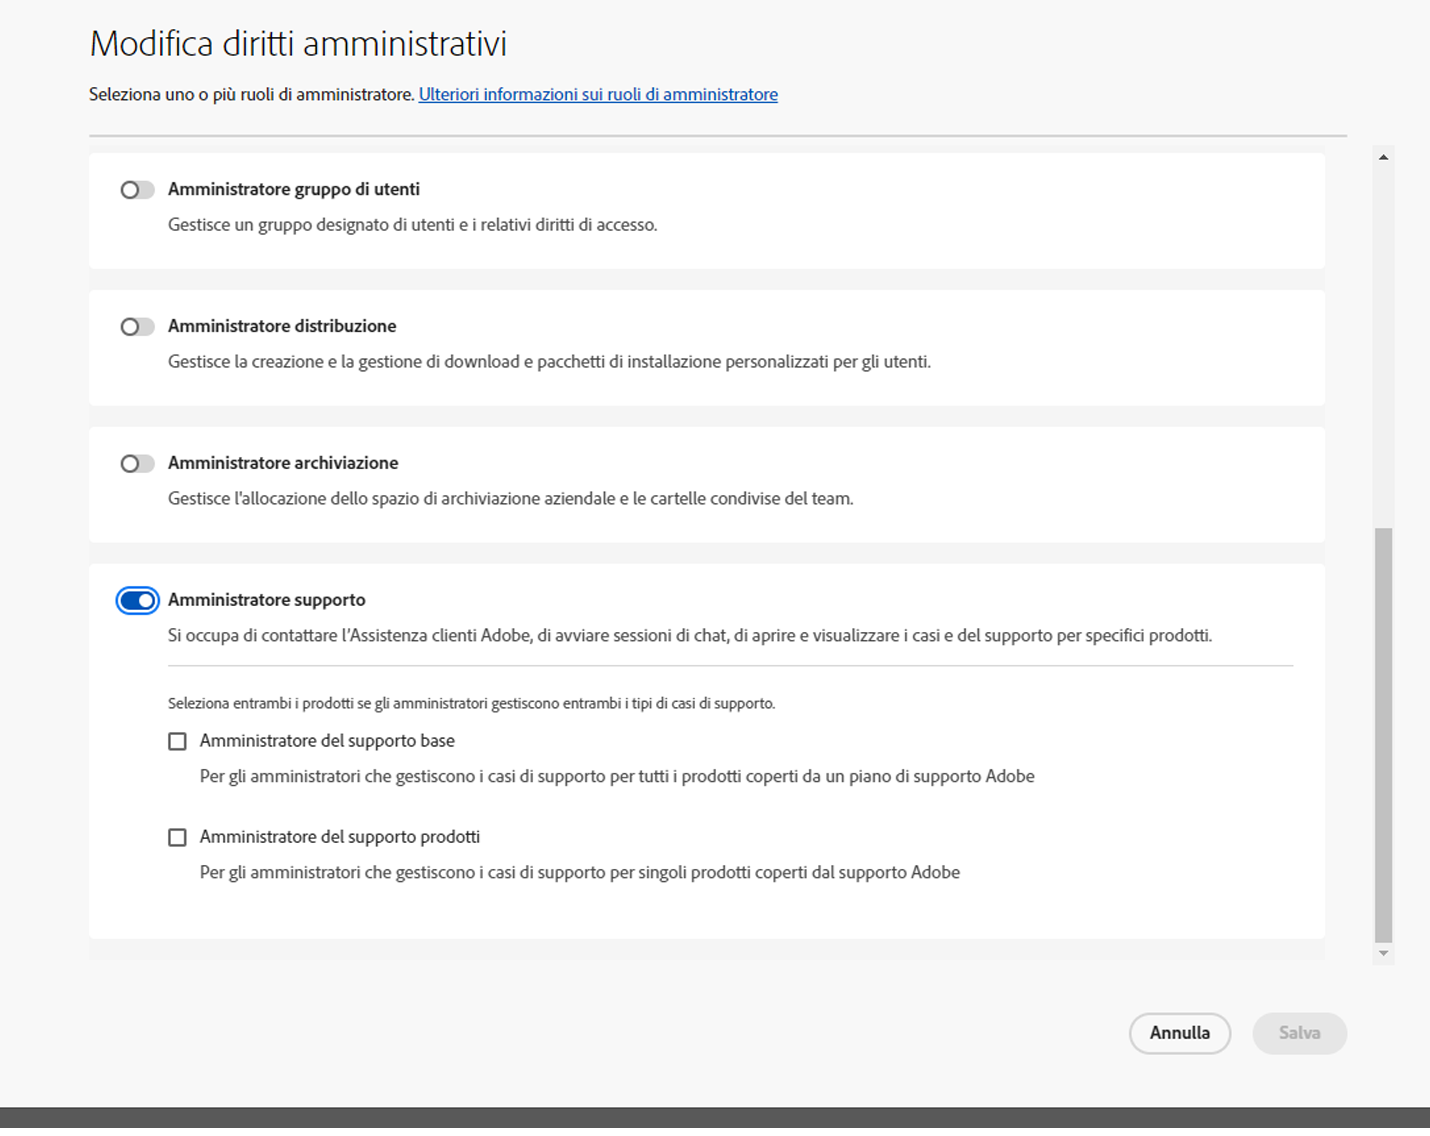 Modifica diritti amministrativi
Seleziona uno o più ruoli di amministratore. Ulteriori informazioni sui ruoli di amministratore
Amministratore gruppo di utenti
Gestisce un gruppo designato di utenti e i relativi diritti di accesso.
Amministratore distribuzione
Gestisce la creazione e la gestione di download e pacchetti di installazione personalizzati per gli utenti.
Amministratore archiviazione
Gestisce l'allocazione dello spazio di archiviazione aziendale e le cartelle condivise del team.
Amministratore supporto
Si occupa di contattare l’Assistenza clienti Adobe, di avviare sessioni di chat, di aprire e visualizzare i casi e del supporto per specifici prodotti.
Seleziona entrambi i prodotti se gli amministratori gestiscono entrambi i tipi di casi di supporto.
Amministratore del supporto base
Per gli amministratori che gestiscono i casi di supporto per tutti i prodotti coperti da un piano di supporto Adobe
Amministratore del supporto prodotti
Per gli amministratori che gestiscono i casi di supporto per singoli prodotti coperti dal supporto Adobe
Annulla Salva